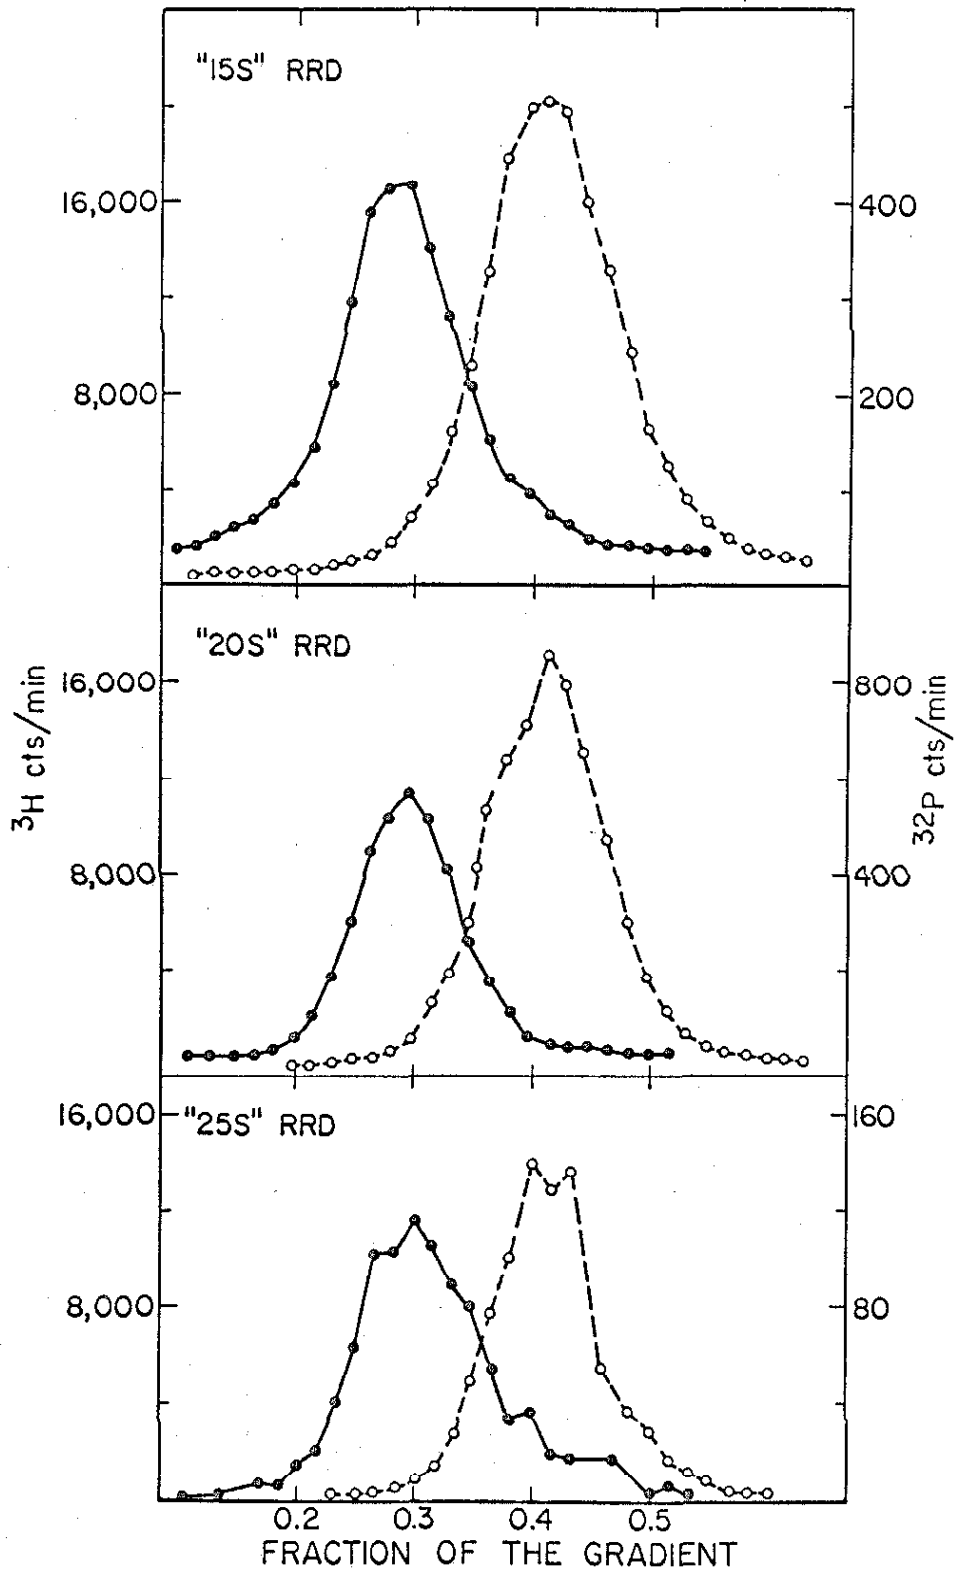 "15S" RRD
16,000
8,000
400
200
"20S" RRD
16,000
8,000
800
400
³H cts/min
³²P cts/min
"25S" RRD
16,000
8,000
160
80
0.2 0.3 0.4 0.5
FRACTION OF THE GRADIENT